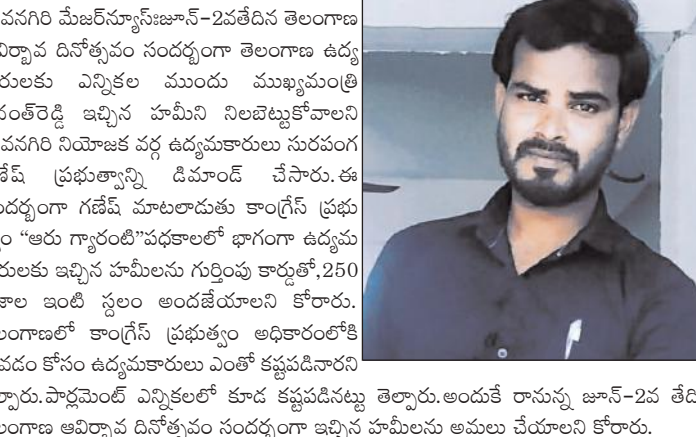 వనగిరి మేజర్‌న్యూస్:జూన్-2వతేదిన తెలంగాణ
విర్భావ దినోత్సవం సందర్బంగా తెలంగాణ ఉద్య
రులకు ఎన్నికల ముందు ముఖ్యమంత్రి
వంత్‌రెడ్డి ఇచ్చిన హమీని నిలబెట్టుకోవాలని
వనగిరి నియోజక వర్గ ఉద్యమకారులు సురపంగ
ణేష్ ప్రభుత్వాన్ని డిమాండ్ చేసారు.ఈ
దర్బంగా గణేష్ మాటలాడుతు కాంగ్రేస్ ప్రభు
ం “ఆరు గ్యారంటి”పధకాలలో భాగంగా ఉద్యమ
రులకు ఇచ్చిన హమీలను గుర్తింపు కార్డుతో,250
జాల ఇంటి స్దలం అందజేయాలని కోరారు.
లంగాణలో కాంగ్రేస్ ప్రభుత్వం అధికారంలోకి
వడం కోసం ఉద్యమకారులు ఎంతో కష్టపడినారని
ల్పారు.పార్లమెంట్ ఎన్నికలలో కూడ కష్టపడినట్టు తెల్పారు.అందుకే రానున్న జూన్-2వ తేది
లంగాణ ఆవిర్భావ దినోత్సవం సందర్బంగా ఇచ్చిన హమీలను అమలు చేయాలని కోరారు.